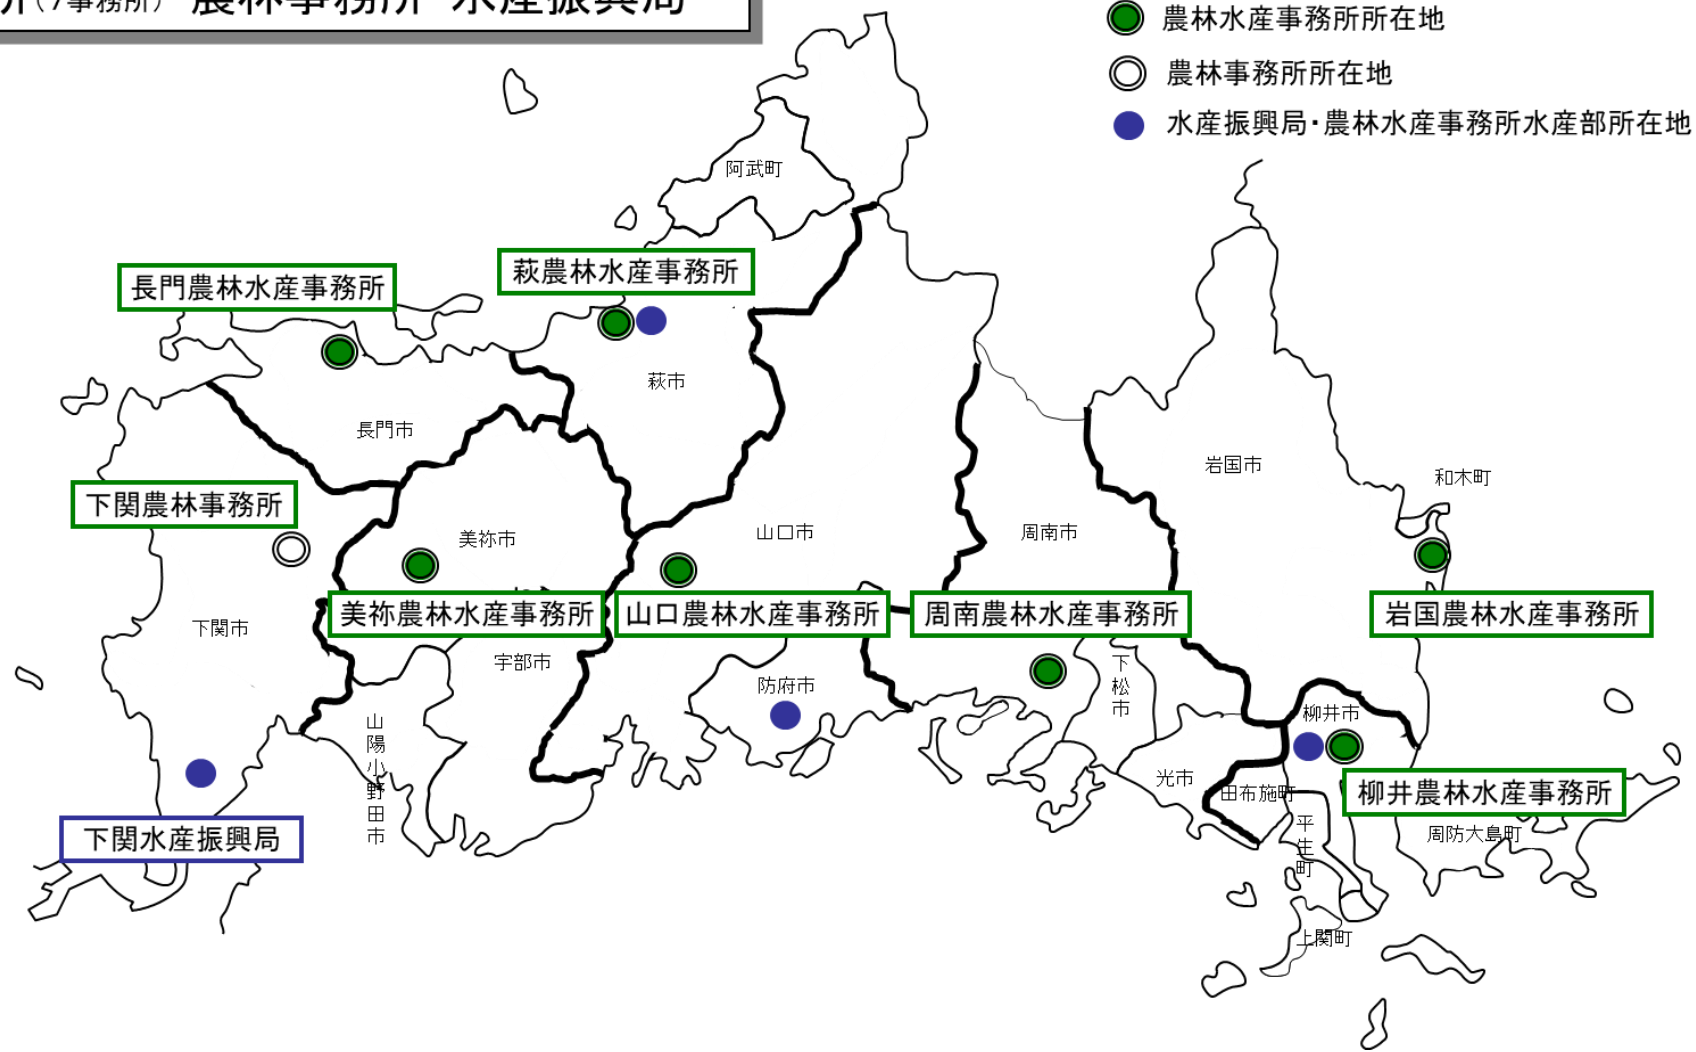 所(7事務所) 農林事務所 水産振興局
農林水産事務所所在地
農林事務所所在地
水産振興局・農林水産事務所水産部所在地
阿武町
萩農林水産事務所
長門農林水産事務所
萩市
長門市
岩国市
和木町
下関農林事務所
美祢市
山口市
周南市
美祢農林水産事務所
山口農林水産事務所
周南農林水産事務所
岩国農林水産事務所
下関市
宇部市
防府市
下松市
柳井市
山陽小野田市
光市
田布施町
柳井農林水産事務所
下関水産振興局
平生町
周防大島町
上関町